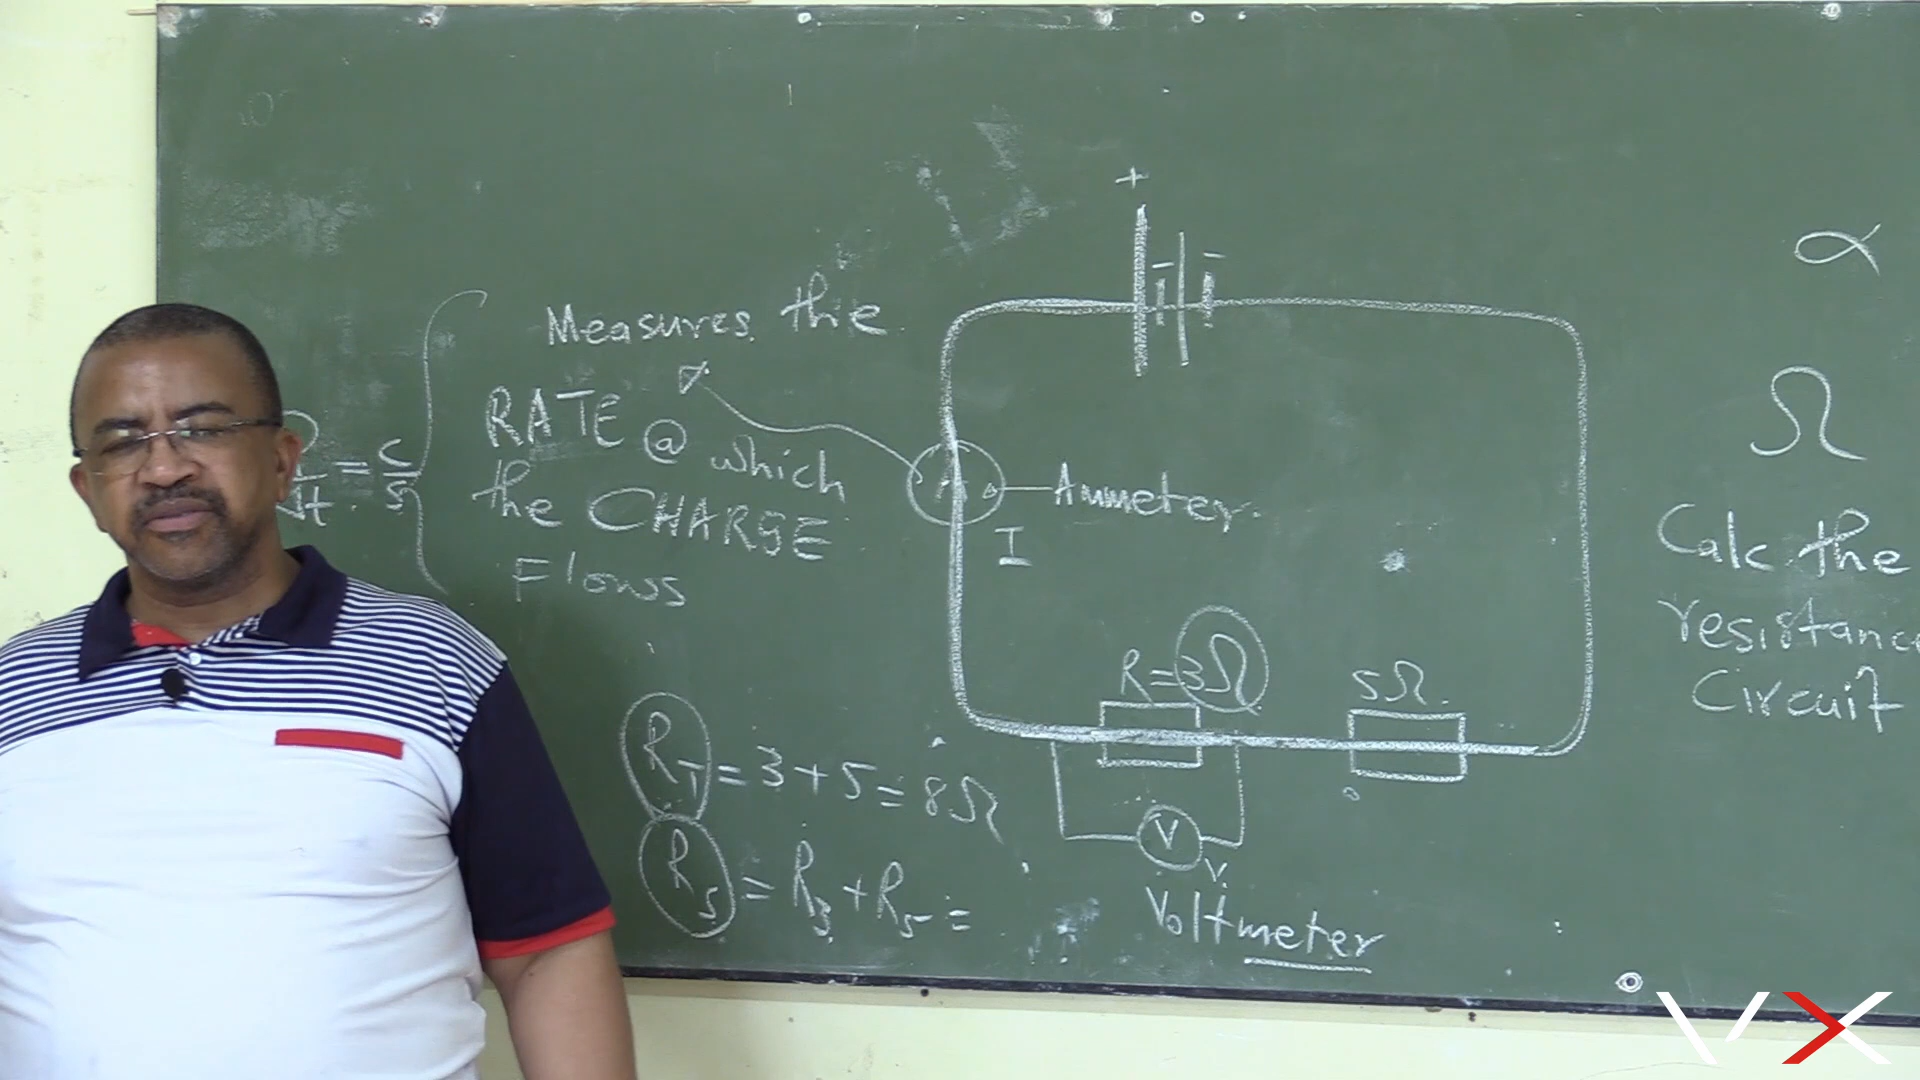 Measures the
RATE @ which
the CHARGE
Flows
= C/s
+
- -
A
Ammeter
I
R=3Ω
5Ω
V
V
Voltmeter
R_T = 3 + 5 = 8Ω
R_S = R_3 + R_5 =
α
Ω
Calc the
resistance
Circuit
VX